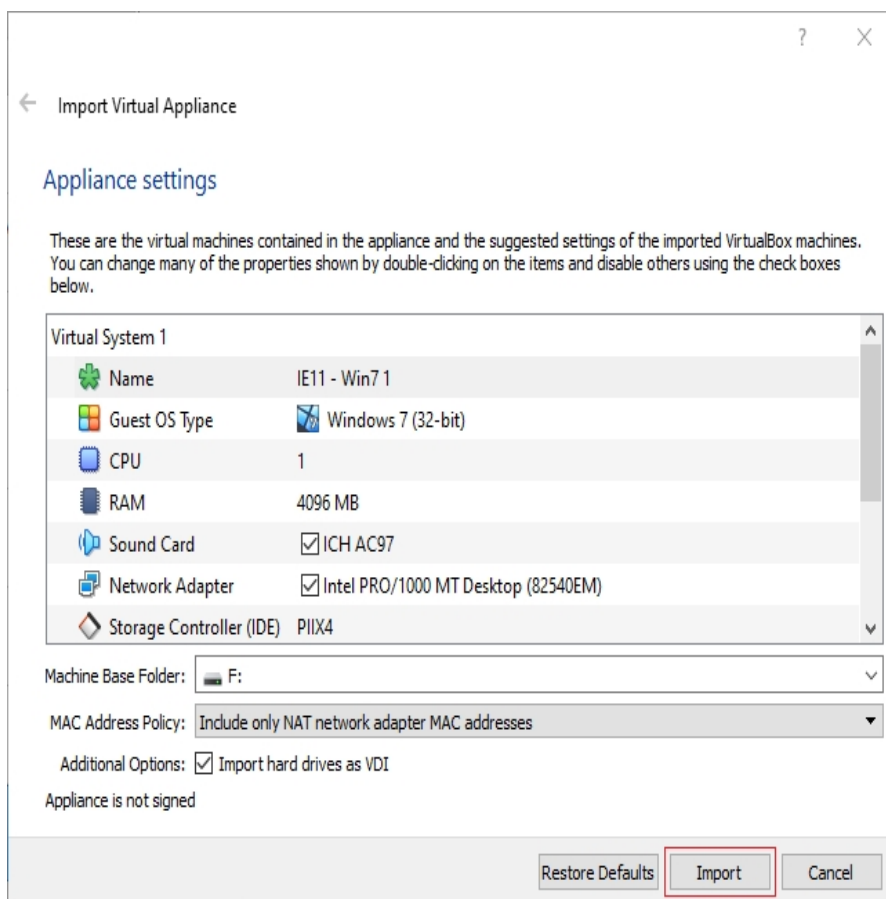 ?
Import Virtual Appliance
Appliance settings
These are the virtual machines contained in the appliance and the suggested settings of the imported VirtualBox machines.
You can change many of the properties shown by double-clicking on the items and disable others using the check boxes
below.
Virtual System 1
Name IE11 - Win7 1
Guest OS Type Windows 7 (32-bit)
CPU 1
RAM 4096 MB
Sound Card ICH AC97
Network Adapter Intel PRO/1000 MT Desktop (82540EM)
Storage Controller (IDE) PIIX4
Machine Base Folder: F:
MAC Address Policy: Include only NAT network adapter MAC addresses
Additional Options: Import hard drives as VDI
Appliance is not signed
Restore Defaults Import Cancel